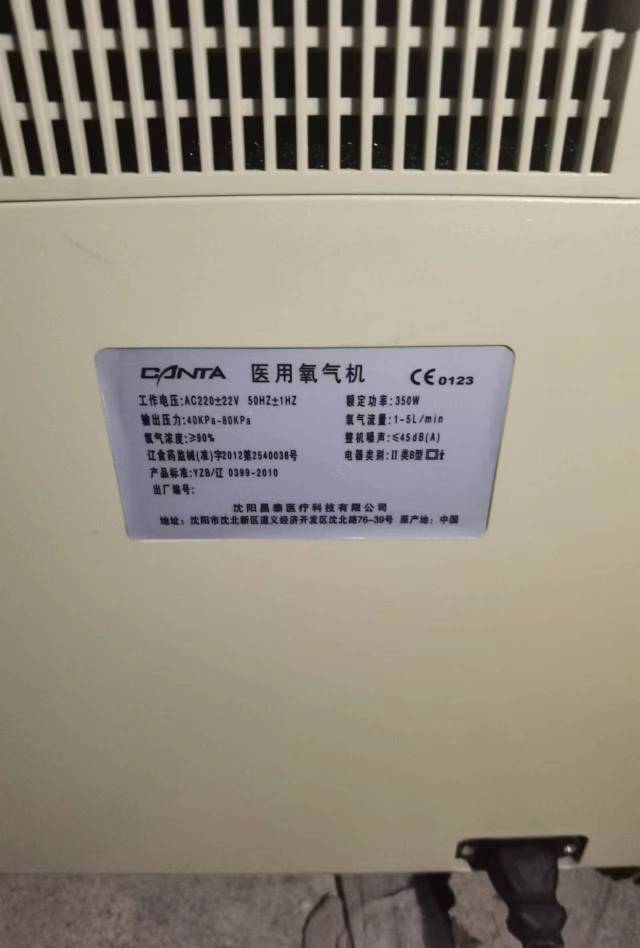 CANTA 医用氧气机 CE0123
工作电压:AC220±22V 50HZ±1HZ 额定功率:350W
输出压力:40KPa-80KPa 氧气流量:1-5L/min
氧气浓度:≥90% 整机噪声:≤45dB(A)
辽食药监械(准)字2012第2540038号 电器类别:II类B型
产品标准:YZB/辽 0399-2010
出厂编号:
沈阳昌泰医疗科技有限公司
地址:沈阳市沈北新区道义经济开发区沈北路76-39号 原产地:中国